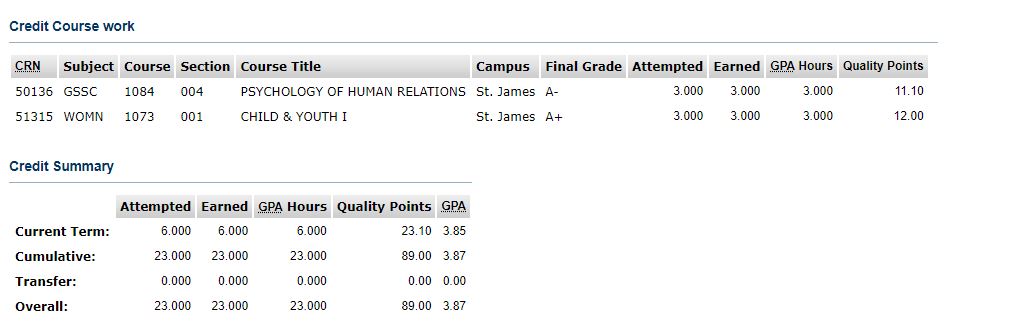 Credit Course work
CRN Subject Course Section Course Title Campus Final Grade Attempted Earned GPA Hours Quality Points
50136 GSSC 1084 004 PSYCHOLOGY OF HUMAN RELATIONS St. James A- 3.000 3.000 3.000 11.10
51315 WOMN 1073 001 CHILD & YOUTH I St. James A+ 3.000 3.000 3.000 12.00
Credit Summary
Attempted Earned GPA Hours Quality Points GPA
Current Term: 6.000 6.000 6.000 23.10 3.85
Cumulative: 23.000 23.000 23.000 89.00 3.87
Transfer: 0.000 0.000 0.000 0.00 0.00
Overall: 23.000 23.000 23.000 89.00 3.87